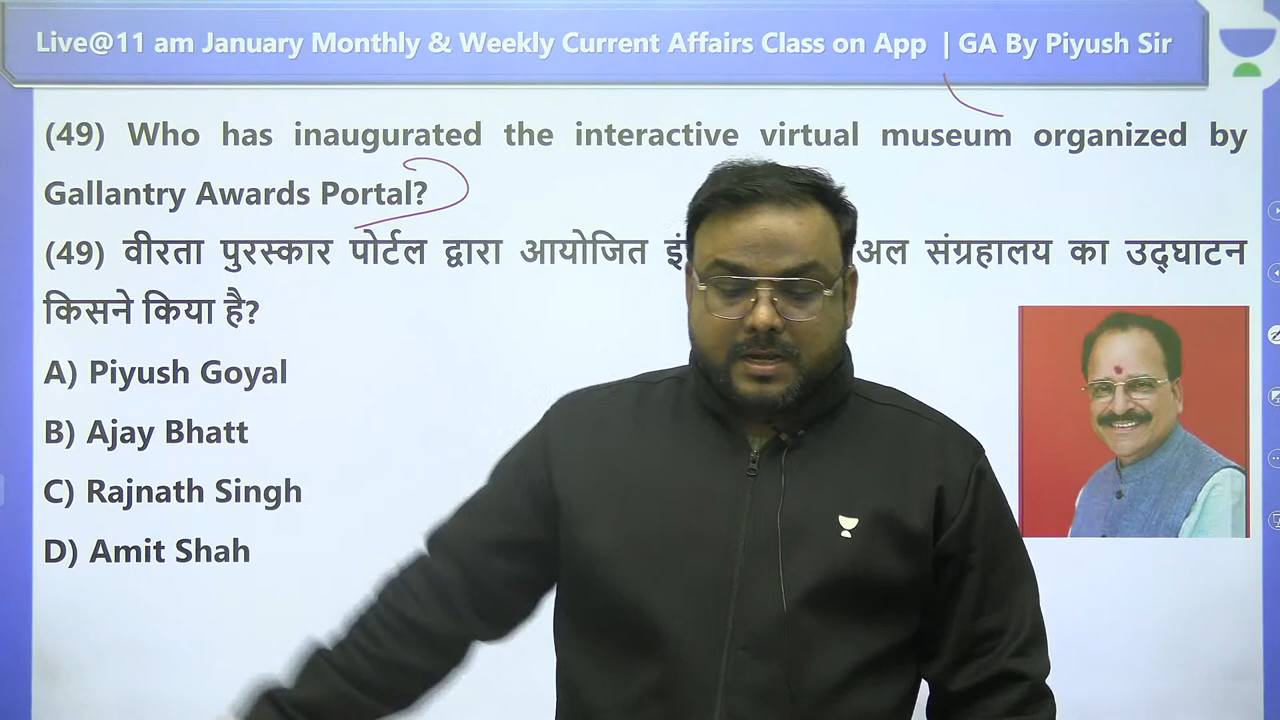 Live@11 am January Monthly & Weekly Current Affairs Class on App | GA By Piyush Sir
(49) Who has inaugurated the interactive virtual museum organized by
Gallantry Awards Portal?
(49) वीरता पुरस्कार पोर्टल द्वारा आयोजित संग्रहालय का उद्घाटन
किसने किया है?
A) Piyush Goyal
B) Ajay Bhatt
C) Rajnath Singh
D) Amit Shah